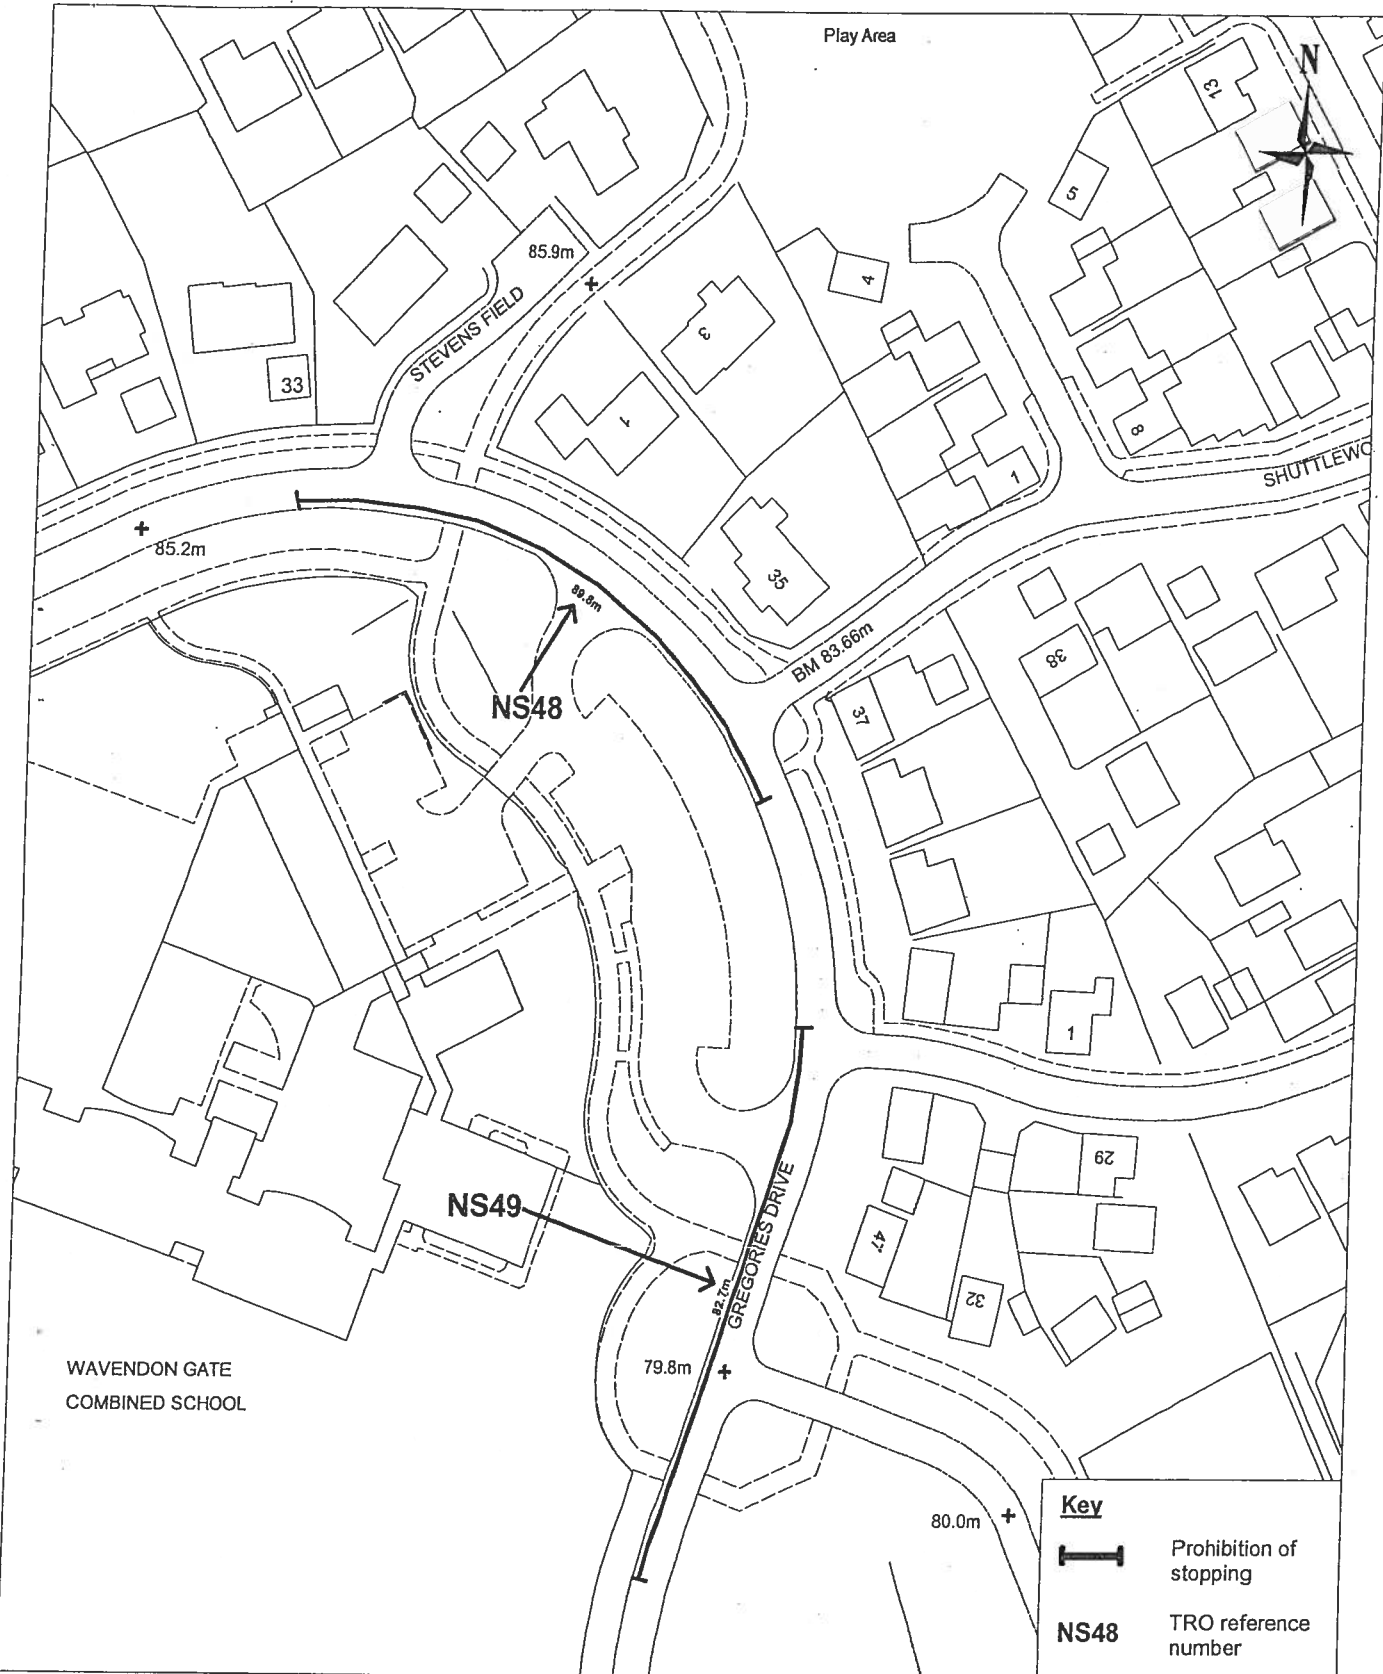 Play Area
N
13
5
85.9m
4
STEVENS FIELD
3
33
1
8
1
SHUTTLEWO
85.2m
35
89.8m
BM 83.66m
38
NS48
37
1
29
NS49
GREGORIES DRIVE
47
82.7m
32
79.8m
WAVENDON GATE
COMBINED SCHOOL
80.0m
Key
Prohibition of
stopping
NS48
TRO reference
number